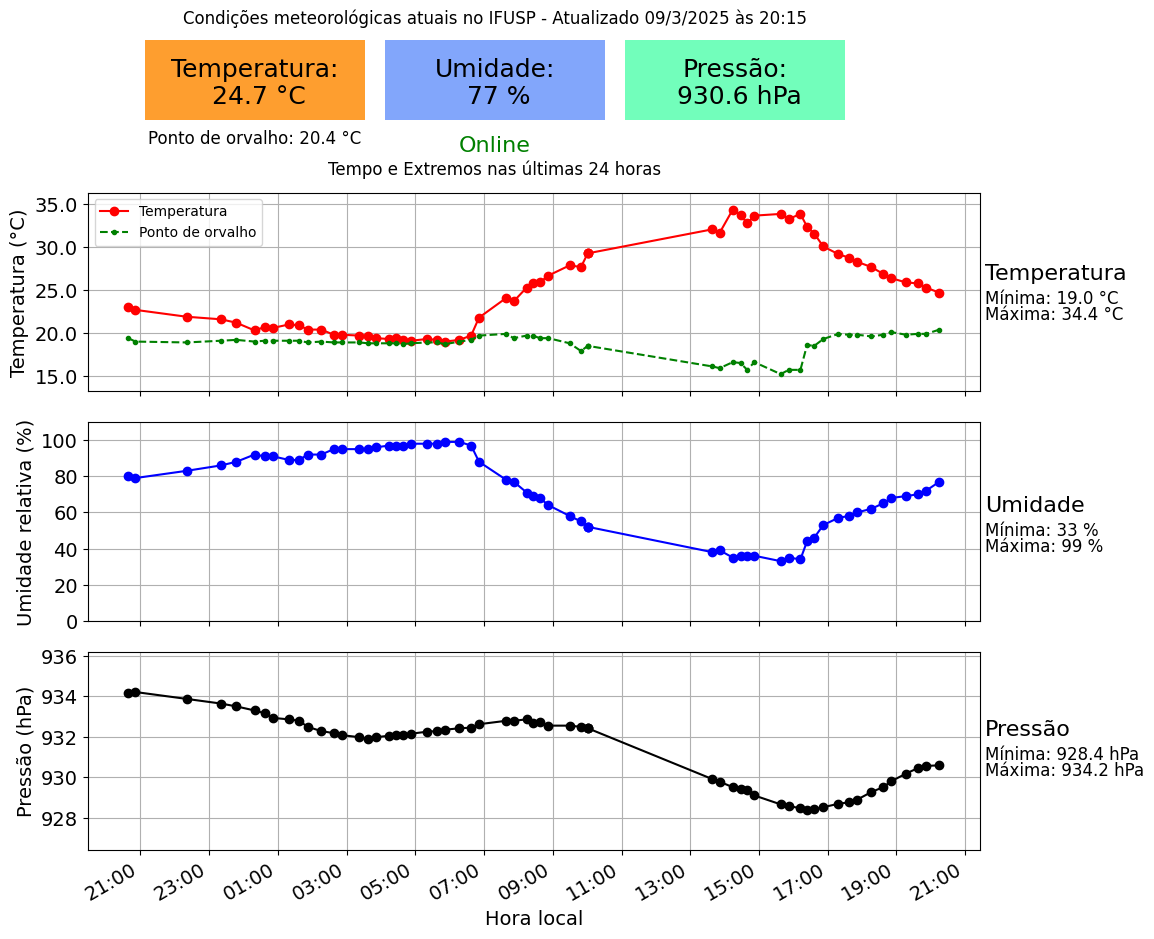 Condições meteorológicas atuais no IFUSP - Atualizado 09/3/2025 às 20:15
Temperatura:
24.7 °C
Umidade:
77 %
Pressão:
930.6 hPa
Ponto de orvalho: 20.4 °C
Online
Tempo e Extremos nas últimas 24 horas
Temperatura (°C)
35.0
30.0
25.0
20.0
15.0
Temperatura
Ponto de orvalho
Temperatura
Mínima: 19.0 °C
Máxima: 34.4 °C
Umidade relativa (%)
100
80
60
40
20
0
Umidade
Mínima: 33 %
Máxima: 99 %
Pressão (hPa)
936
934
932
930
928
Pressão
Mínima: 928.4 hPa
Máxima: 934.2 hPa
21:00 23:00 01:00 03:00 05:00 07:00 09:00 11:00 13:00 15:00 17:00 19:00 21:00
Hora local